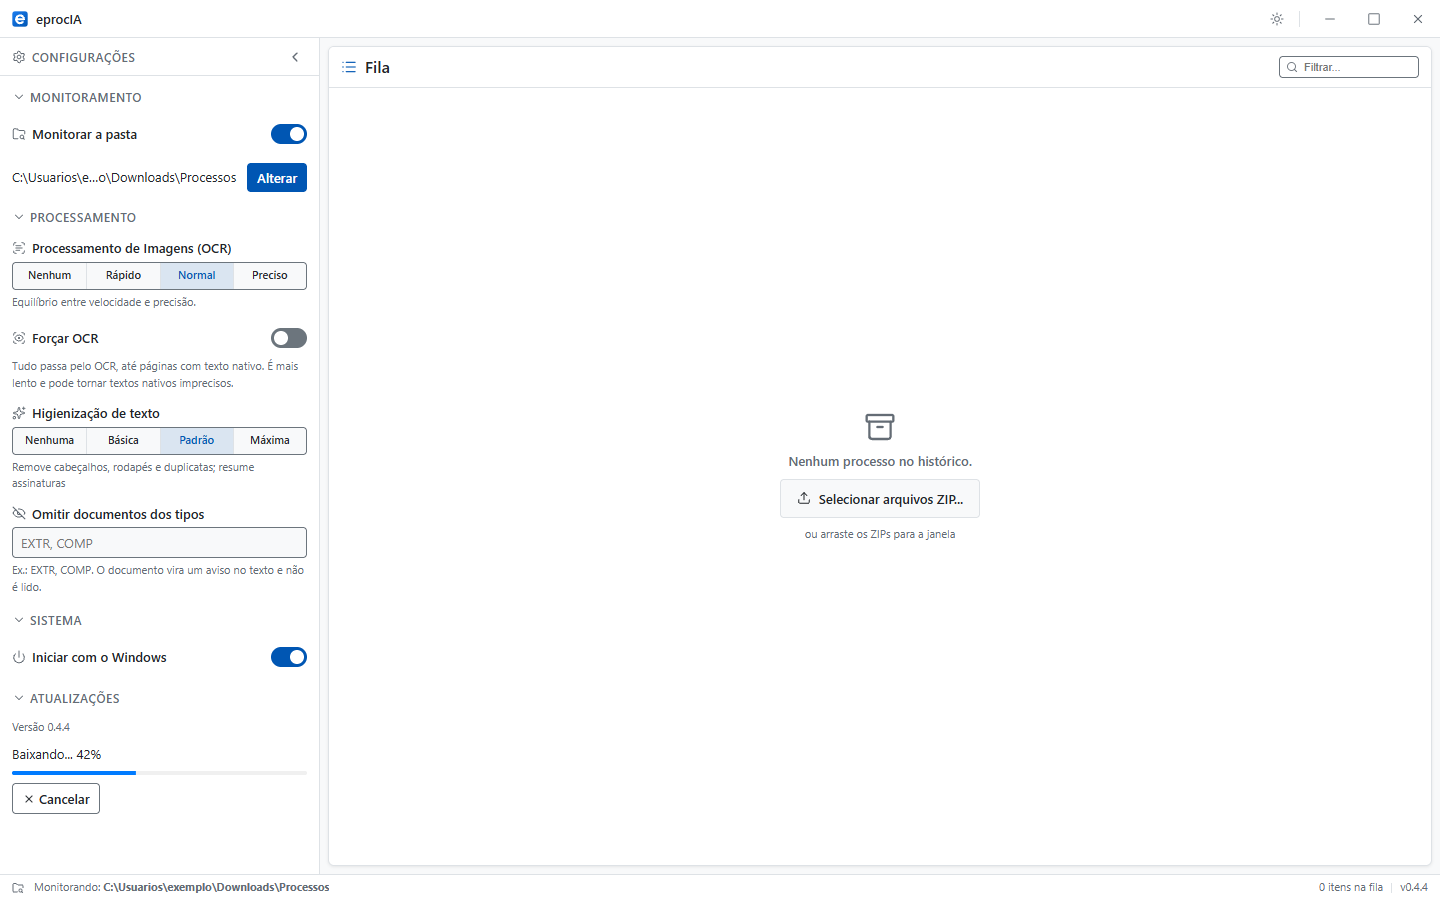 eprocIA
CONFIGURAÇÕES
MONITORAMENTO
Monitorar a pasta
C:\Usuarios\e...o\Downloads\Processos
Alterar
PROCESSAMENTO
Processamento de Imagens (OCR)
Nenhum Rápido Normal Preciso
Equilíbrio entre velocidade e precisão.
Forçar OCR
Tudo passa pelo OCR, até páginas com texto nativo. É mais
lento e pode tornar textos nativos imprecisos.
Higienização de texto
Nenhuma Básica Padrão Máxima
Remove cabeçalhos, rodapés e duplicatas; resume
assinaturas
Omitir documentos dos tipos
EXTR, COMP
Ex.: EXTR, COMP. O documento vira um aviso no texto e não
é lido.
SISTEMA
Iniciar com o Windows
ATUALIZAÇÕES
Versão 0.4.4
Baixando... 42%
Cancelar
Fila
Filtrar...
Nenhum processo no histórico.
Selecionar arquivos ZIP...
ou arraste os ZIPs para a janela
Monitorando: C:\Usuarios\exemplo\Downloads\Processos
0 itens na fila
v0.4.4